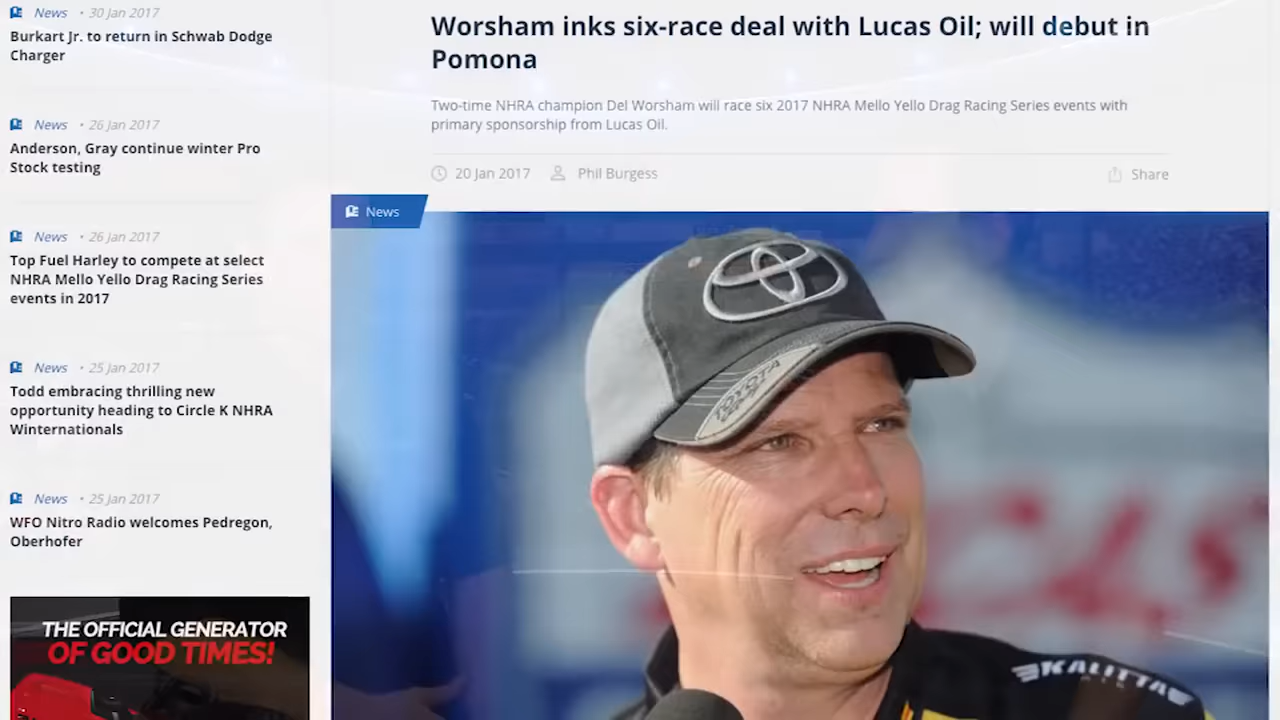 News • 30 Jan 2017
Burkart Jr. to return in Schwab Dodge
Charger
News • 26 Jan 2017
Anderson, Gray continue winter Pro
Stock testing
News • 26 Jan 2017
Top Fuel Harley to compete at select
NHRA Mello Yello Drag Racing Series
events in 2017
News • 25 Jan 2017
Todd embracing thrilling new
opportunity heading to Circle K NHRA
Winternationals
News • 25 Jan 2017
WFO Nitro Radio welcomes Pedregon,
Oberhofer
THE OFFICIAL GENERATOR
OF GOOD TIMES!
Worsham inks six-race deal with Lucas Oil; will debut in
Pomona
Two-time NHRA champion Del Worsham will race six 2017 NHRA Mello Yello Drag Racing Series events with
primary sponsorship from Lucas Oil.
20 Jan 2017 Phil Burgess Share
News
TOYOTA
KALITTA